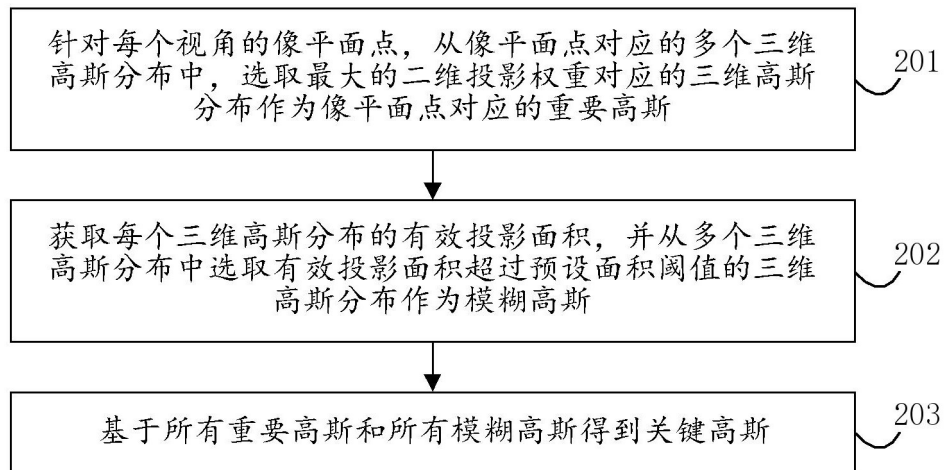 针对每个视角的像平面点，从像平面点对应的多个三维
高斯分布中，选取最大的二维投影权重对应的三维高斯
分布作为像平面点对应的重要高斯
201
获取每个三维高斯分布的有效投影面积，并从多个三维
高斯分布中选取有效投影面积超过预设面积阈值的三维
高斯分布作为模糊高斯
202
基于所有重要高斯和所有模糊高斯得到关键高斯
203